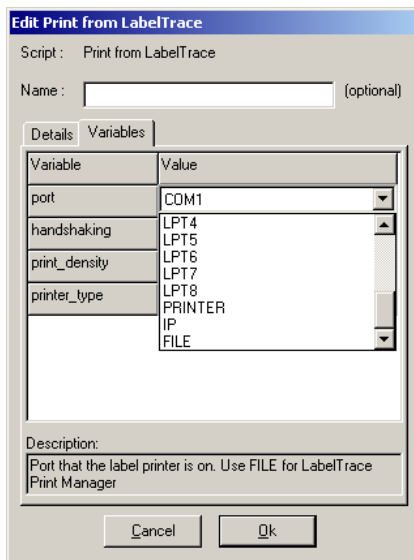 Edit Print from LabelTrace
Script : Print from LabelTrace
Name : (optional)
Details Variables
Variable Value
port COM1
handshaking
print_density
printer_type
LPT4
LPT5
LPT6
LPT7
LPT8
PRINTER
IP
FILE
Description:
Port that the label printer is on. Use FILE for LabelTrace
Print Manager
Cancel Ok